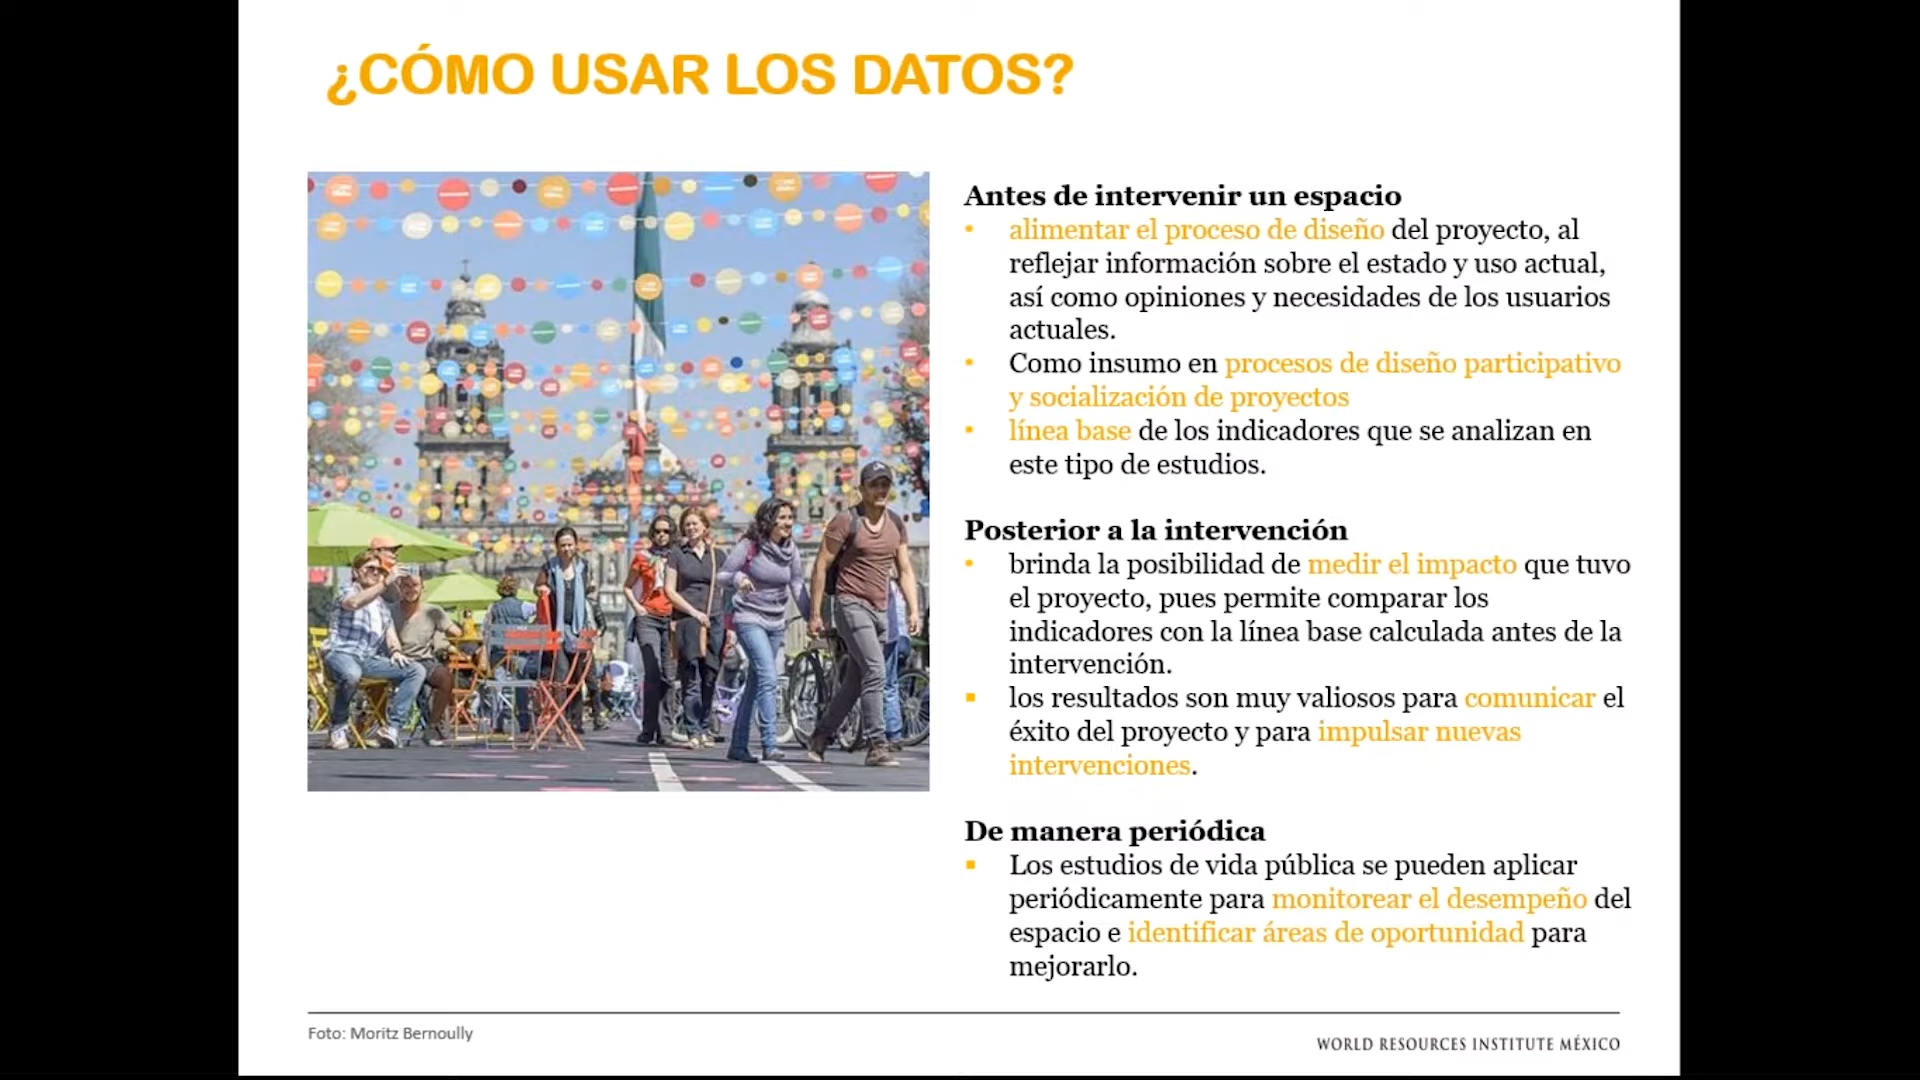 ¿CÓMO USAR LOS DATOS?
Antes de intervenir un espacio
• alimentar el proceso de diseño del proyecto, al
reflejar información sobre el estado y uso actual,
así como opiniones y necesidades de los usuarios
actuales.
• Como insumo en procesos de diseño participativo
y socialización de proyectos
• línea base de los indicadores que se analizan en
este tipo de estudios.
Posterior a la intervención
• brinda la posibilidad de medir el impacto que tuvo
el proyecto, pues permite comparar los
indicadores con la línea base calculada antes de la
intervención.
▪ los resultados son muy valiosos para comunicar el
éxito del proyecto y para impulsar nuevas
intervenciones.
De manera periódica
▪ Los estudios de vida pública se pueden aplicar
periódicamente para monitorear el desempeño del
espacio e identificar áreas de oportunidad para
mejorarlo.
Foto: Moritz Bernoully
WORLD RESOURCES INSTITUTE MÉXICO